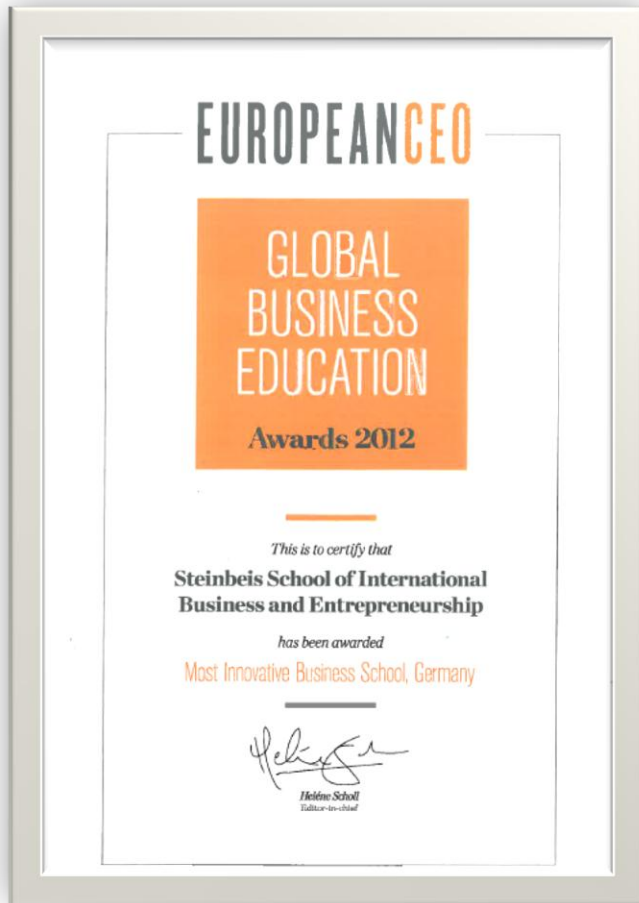 EUROPEANCEO
GLOBAL
BUSINESS
EDUCATION
Awards 2012
This is to certify that
Steinbeis School of International
Business and Entrepreneurship
has been awarded
Most Innovative Business School, Germany
Heléne Scholl
Editor-in-chief